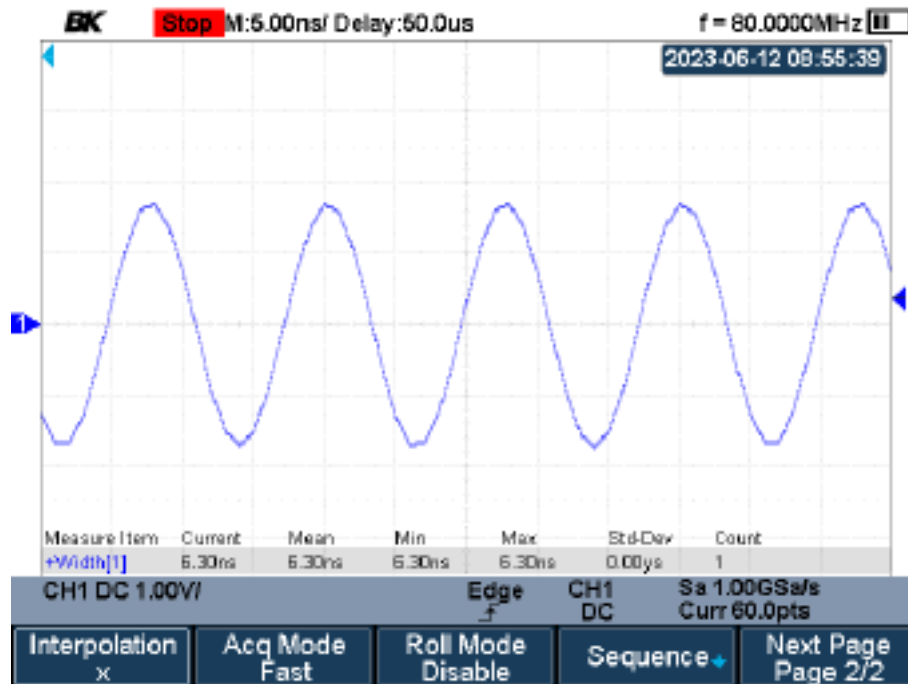 BK Stop M:5.00ns/ Delay:50.0us f = 80.0000MHz
2023-06-12 08:55:39
1
Measure Item Current Mean Min Max Std-Dev Count
+Width[1] 6.30ns 6.30ns 6.30ns 6.30ns 0.00ys 1
CH1 DC 1.00V/ Edge CH1 Sa 1.00GSa/s
DC Curr 60.0pts
Interpolation Acq Mode Roll Mode Sequence Next Page
x Fast Disable Page 2/2